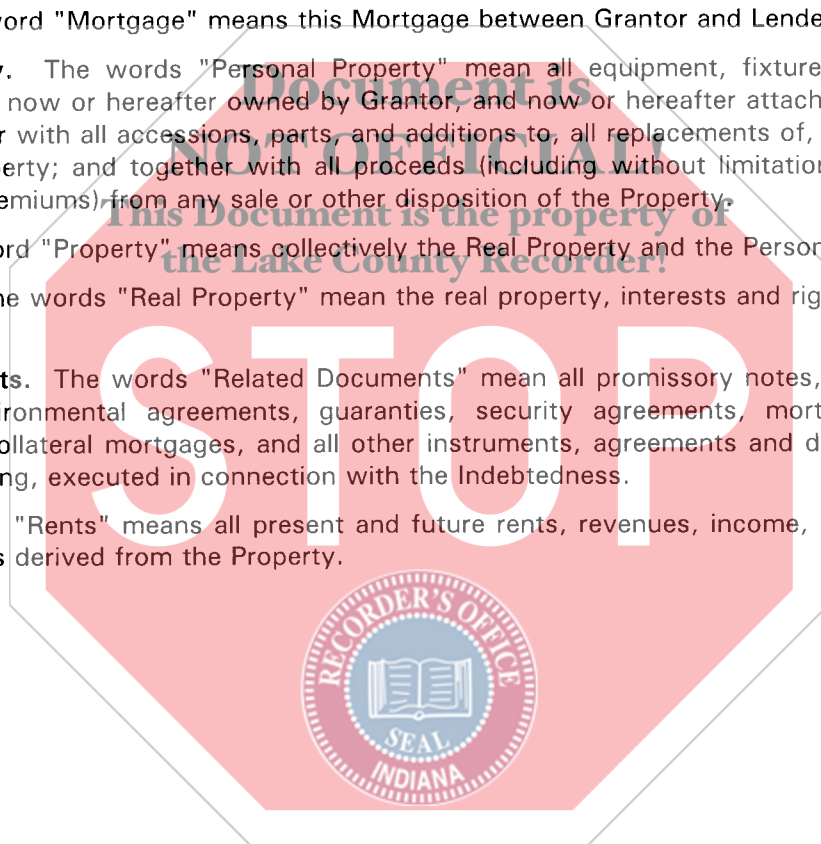 ord "Mortgage" means this Mortgage between Grantor and Lende
. The words "Personal Property" mean all equipment, fixture
now or hereafter owned by Grantor, and now or hereafter attach
r with all accessions, parts, and additions to, all replacements of,
erty; and together with all proceeds (including without limitation
emiums) from any sale or other disposition of the Property.
ord "Property" means collectively the Real Property and the Person
he words "Real Property" mean the real property, interests and rig
ts. The words "Related Documents" mean all promissory notes,
ironmental agreements, guaranties, security agreements, mort
ollateral mortgages, and all other instruments, agreements and d
ng, executed in connection with the Indebtedness.
"Rents" means all present and future rents, revenues, income,
s derived from the Property.
Document is
NOT OFFICIAL!
This Document is the property of
the Lake County Recorder!
STOP
RECORDER'S OFFICE
SEAL
INDIANA